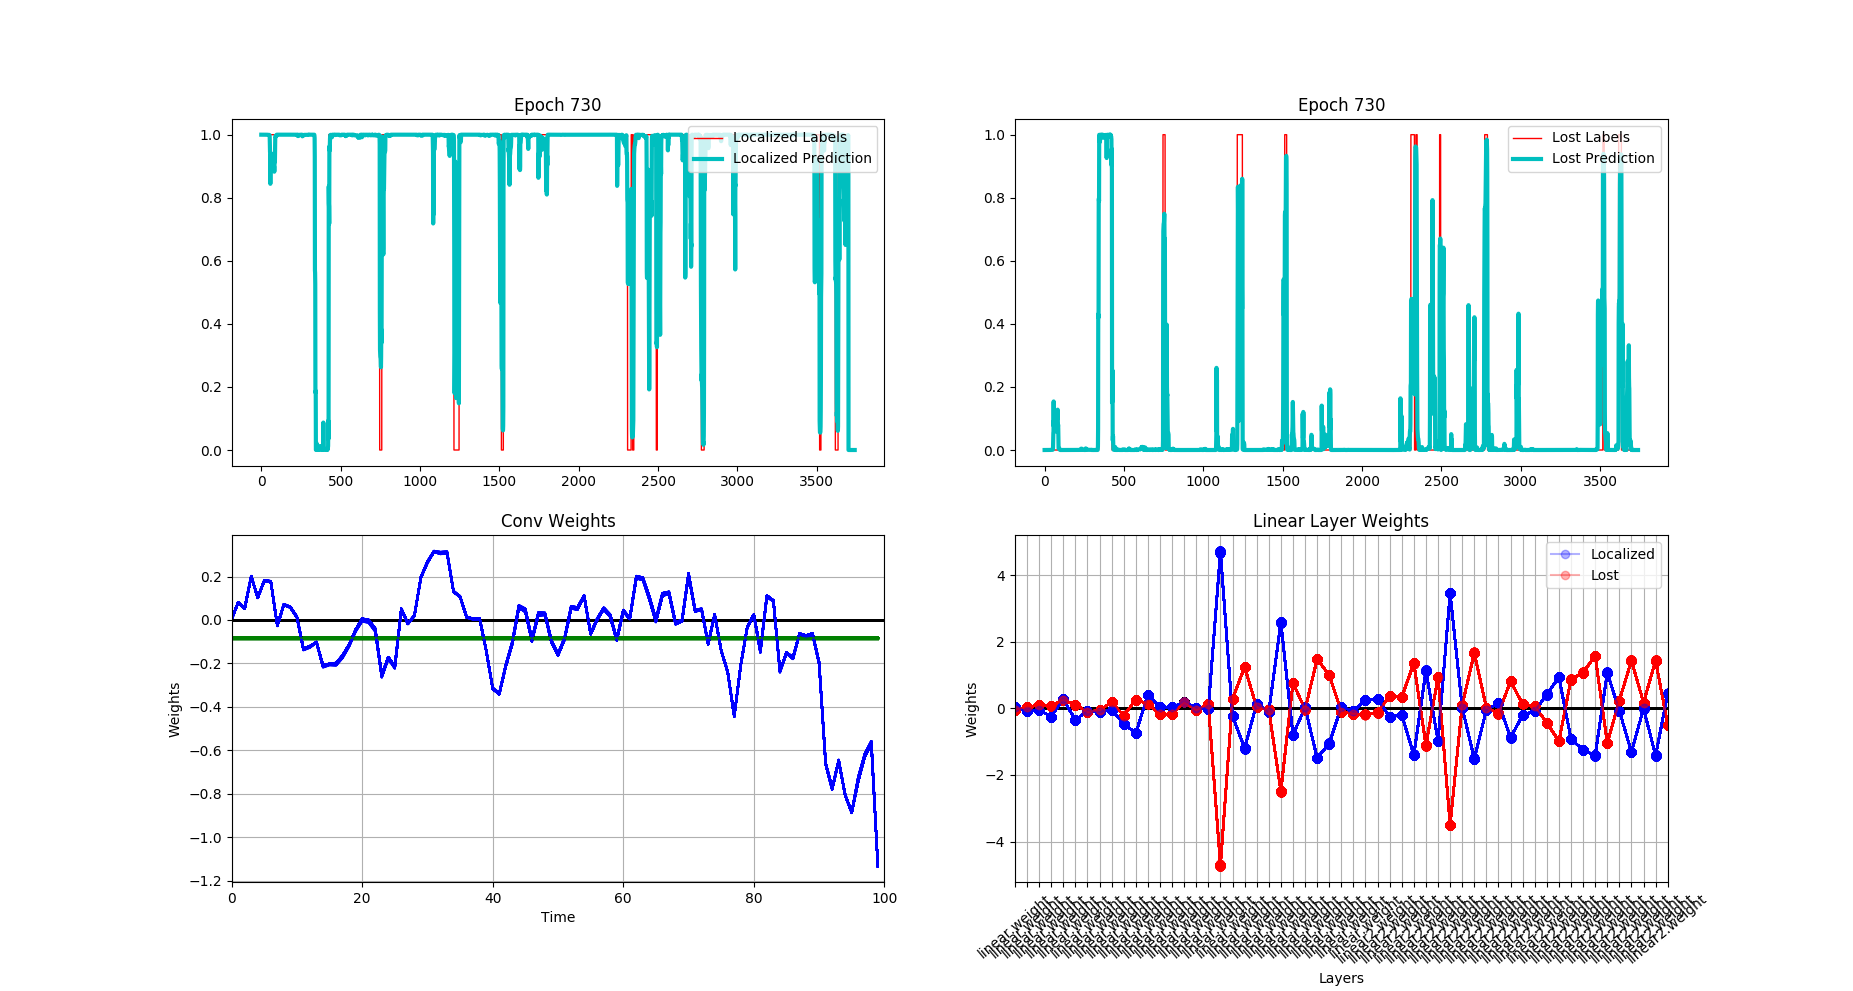 Epoch 730
1.0
0.8
0.6
0.4
0.2
0.0
Localized Labels
Localized Prediction
0 500 1000 1500 2000 2500 3000 3500
Epoch 730
1.0
0.8
0.6
0.4
0.2
0.0
Lost Labels
Lost Prediction
0 500 1000 1500 2000 2500 3000 3500
Conv Weights
Weights
0.2
0.0
−0.2
−0.4
−0.6
−0.8
−1.0
−1.2
0 20 40 60 80 100
Time
Linear Layer Weights
Weights
4
2
0
−2
−4
Localized
Lost
linear.weight
linear2.weight
Layers